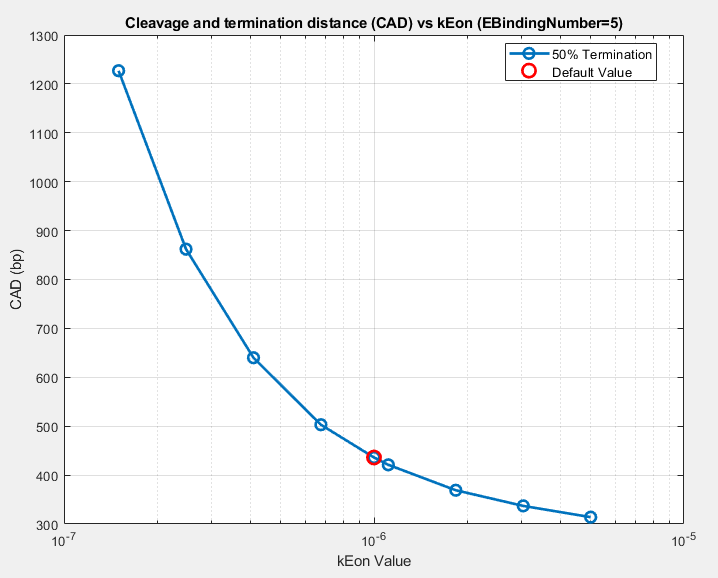 Cleavage and termination distance (CAD) vs kEon (EBindingNumber=5)
50% Termination
Default Value
1300
1200
1100
1000
900
800
700
600
500
400
300
CAD (bp)
10^-7 10^-6 10^-5
kEon Value